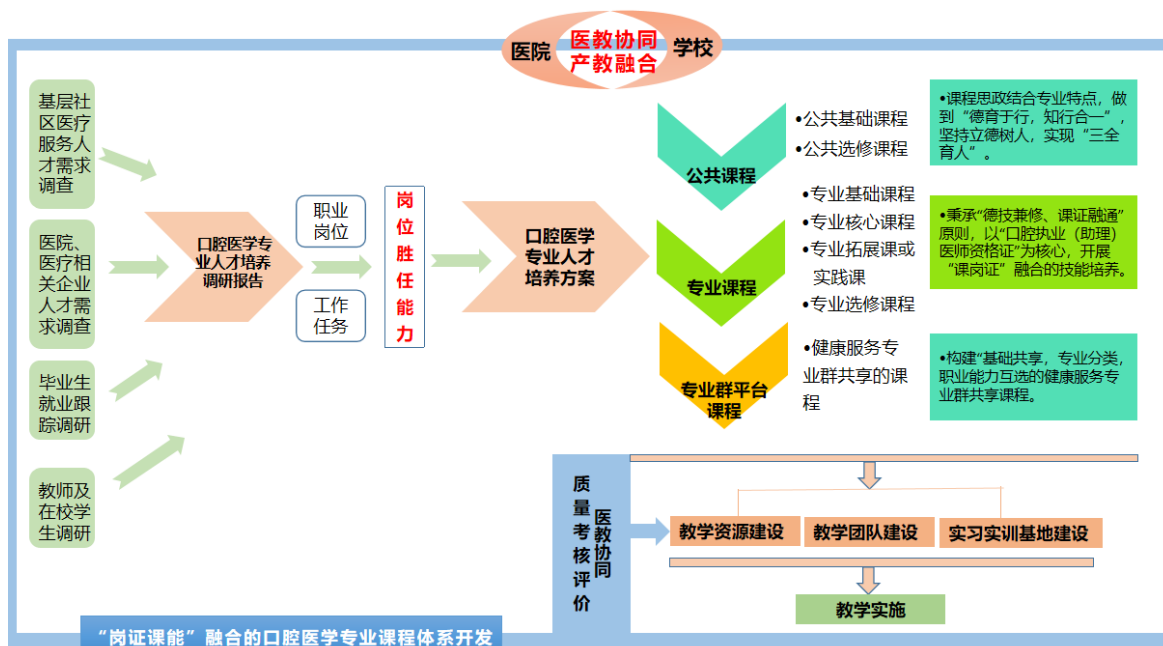 医院
医教协同
产教融合
学校
基层社
区医疗
服务人
才需求
调查
医院、
医疗相
关企业
人才需
求调查
毕业生
就业跟
踪调研
教师及
在校学
生调研
口腔医学专
业人才培养
调研报告
职业
岗位
工作
任务
岗
位
胜
任
能
力
口腔医学
专业人才
培养方案
公共课程
•公共基础课程
•公共选修课程
•课程思政结合专业特点，做
到“德育于行，知行合一”，
坚持立德树人，实现“三全
育人”。
专业课程
•专业基础课程
•专业核心课程
•专业拓展课或
实践课
•专业选修课程
•秉承“德技兼修、课证融通”
原则，以“口腔执业（助理）
医师资格证”为核心，开展
“课岗证”融合的技能培养。
专业群平台
课程
•健康服务专
业群共享的课
程
•构建“基础共享，专业分类，
职业能力互选的健康服务专
业群共享课程。
医教协同
质量考核评价
教学资源建设
教学团队建设
实习实训基地建设
教学实施
“岗证课能”融合的口腔医学专业课程体系开发